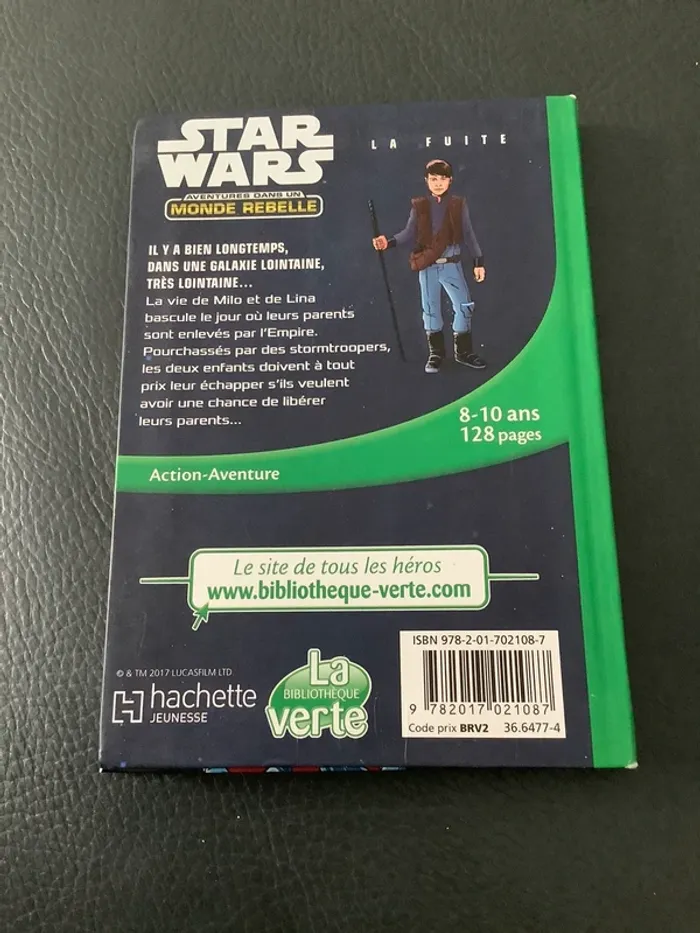 STAR
WARS
AVENTURES DANS UN
MONDE REBELLE
LA FUITE
IL Y A BIEN LONGTEMPS,
DANS UNE GALAXIE LOINTAINE,
TRÈS LOINTAINE...
La vie de Milo et de Lina
bascule le jour où leurs parents
sont enlevés par l'Empire.
Pourchassés par des stormtroopers,
les deux enfants doivent à tout
prix leur échapper s'ils veulent
avoir une chance de libérer
leurs parents...
8-10 ans
128 pages
Action-Aventure
Le site de tous les héros
www.bibliotheque-verte.com
© & TM 2017 LUCASFILM LTD
hachette
JEUNESSE
La
BIBLIOTHÈQUE
verte
ISBN 978-2-01-702108-7
9 782017 021087
Code prix BRV2 36.6477-4